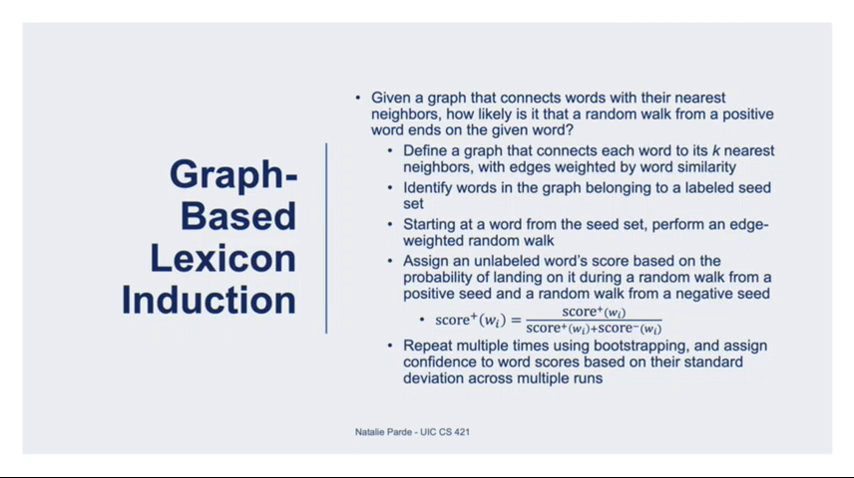 Graph-
Based
Lexicon
Induction
• Given a graph that connects words with their nearest
neighbors, how likely is it that a random walk from a positive
word ends on the given word?
• Define a graph that connects each word to its k nearest
neighbors, with edges weighted by word similarity
• Identify words in the graph belonging to a labeled seed
set
• Starting at a word from the seed set, perform an edge-
weighted random walk
• Assign an unlabeled word's score based on the
probability of landing on it during a random walk from a
positive seed and a random walk from a negative seed
• score⁺(wᵢ) = score⁺(wᵢ) / score⁺(wᵢ)+score⁻(wᵢ)
• Repeat multiple times using bootstrapping, and assign
confidence to word scores based on their standard
deviation across multiple runs
Natalie Parde - UIC CS 421